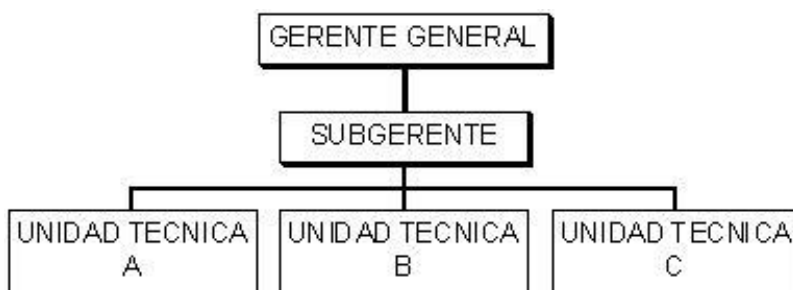 GERENTE GENERAL
SUBGERENTE
UNIDAD TECNICA
A
UNIDAD TECNICA
B
UNIDAD TECNICA
C